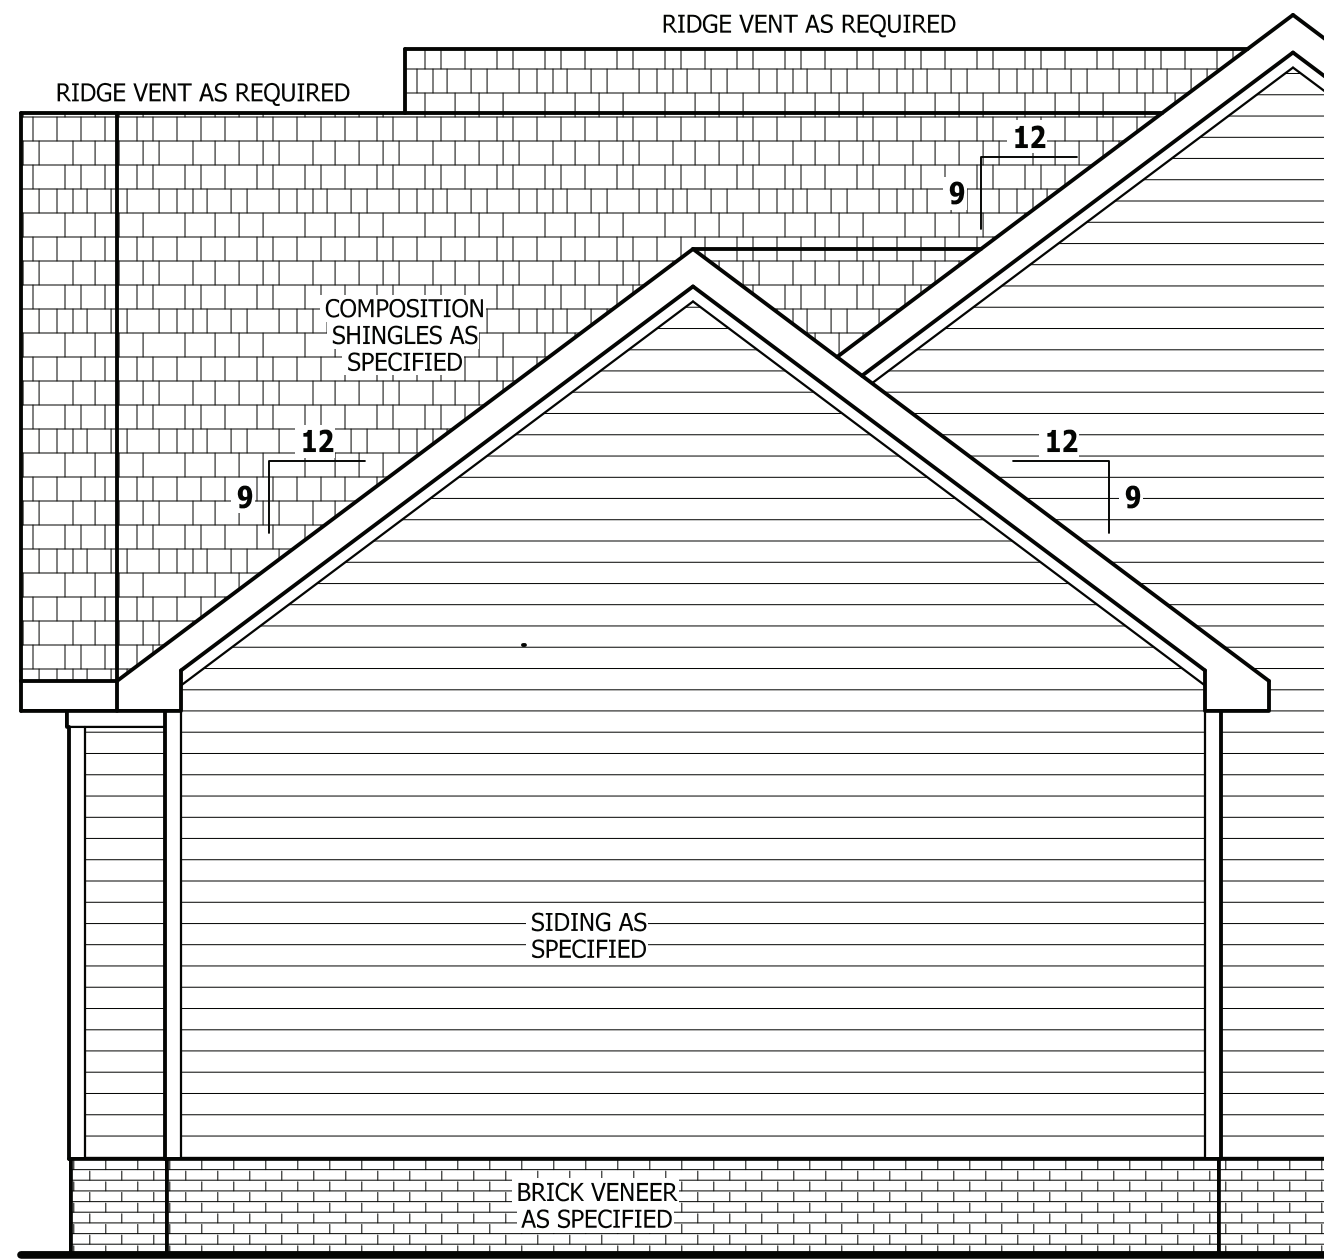 RIDGE VENT AS REQUIRED
RIDGE VENT AS REQUIRED
12
9
COMPOSITION
SHINGLES AS
SPECIFIED
12
9
12
9
SIDING AS
SPECIFIED
BRICK VENEER
AS SPECIFIED